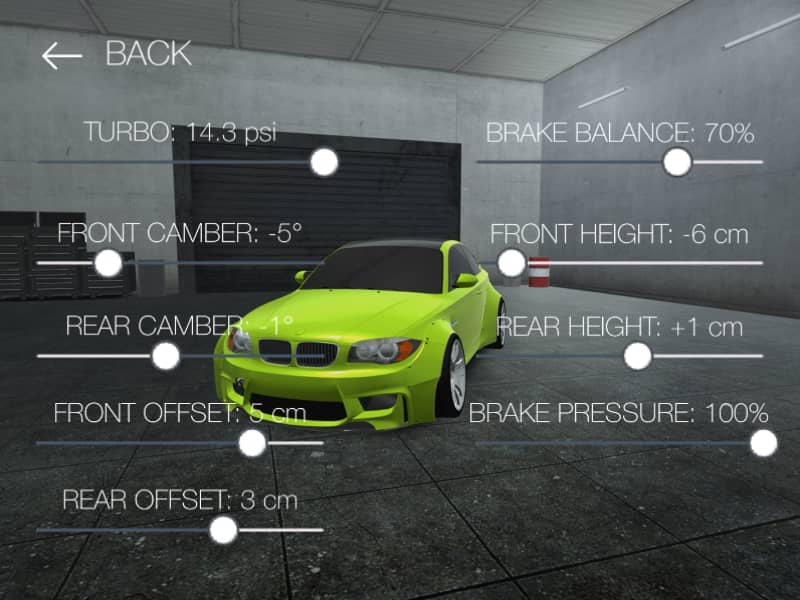 BACK
TURBO: 14.3 psi
BRAKE BALANCE: 70%
FRONT CAMBER: -5°
FRONT HEIGHT: -6 cm
REAR CAMBER: -1°
REAR HEIGHT: +1 cm
FRONT OFFSET: 5 cm
BRAKE PRESSURE: 100%
REAR OFFSET: 3 cm